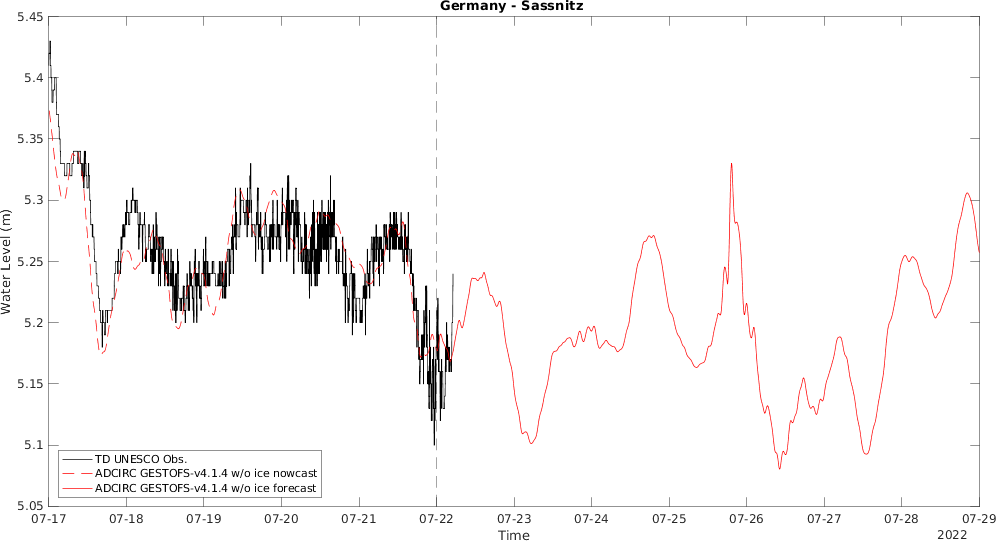 Germany - Sassnitz
5.45
5.4
5.35
5.3
5.25
5.2
5.15
5.1
5.05
Water Level (m)
TD UNESCO Obs.
ADCIRC GESTOFS-v4.1.4 w/o ice nowcast
ADCIRC GESTOFS-v4.1.4 w/o ice forecast
07-17 07-18 07-19 07-20 07-21 07-22 07-23 07-24 07-25 07-26 07-27 07-28 07-29
Time
2022